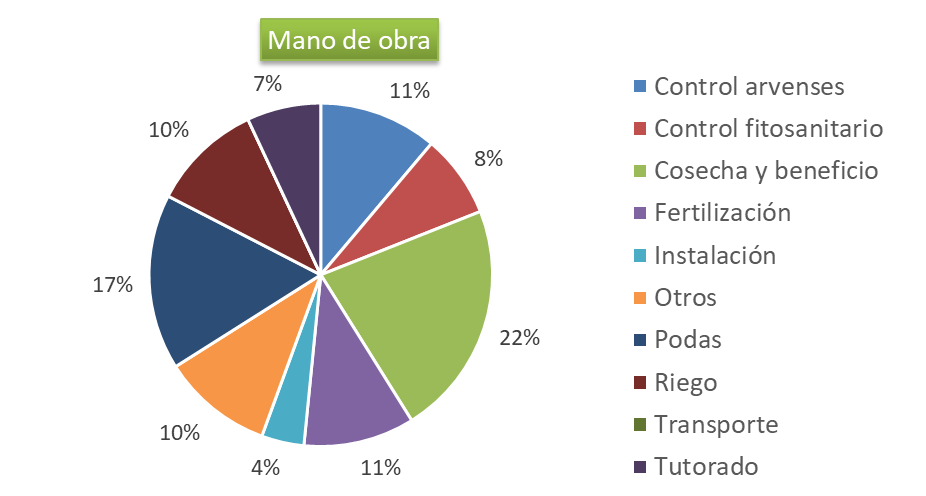 Mano de obra
7%
11%
10%
8%
17%
22%
10%
4%
11%
Control arvenses
Control fitosanitario
Cosecha y beneficio
Fertilización
Instalación
Otros
Podas
Riego
Transporte
Tutorado